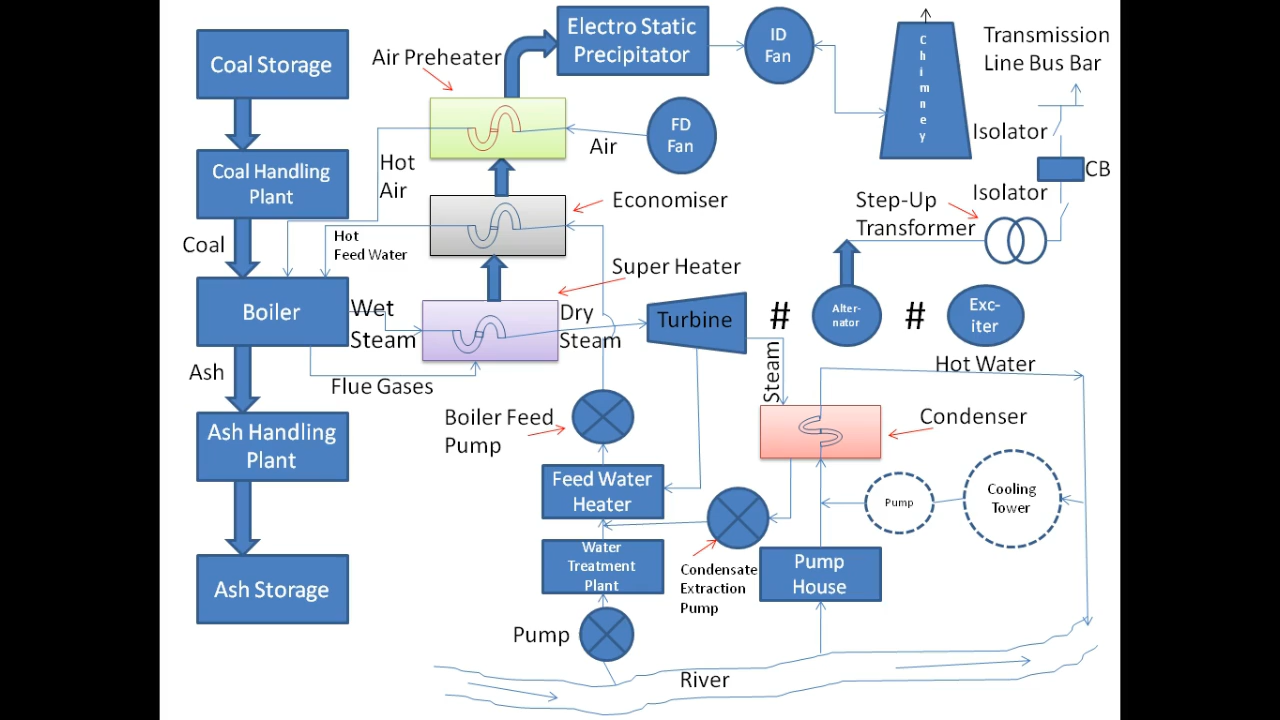 Coal Storage
Coal Handling
Plant
Coal
Boiler
Ash
Ash Handling
Plant
Ash Storage
Air Preheater
Electro Static
Precipitator
ID
Fan
C
h
i
m
n
e
y
Transmission
Line Bus Bar
Isolator
CB
Isolator
Step-Up
Transformer
FD
Fan
Air
Hot
Air
Economiser
Hot
Feed Water
Super Heater
Wet
Steam
Dry
Steam
Flue Gases
Turbine
#
Alter-
nator
#
Exc-
iter
Steam
Hot Water
Condenser
Boiler Feed
Pump
Feed Water
Heater
Water
Treatment
Plant
Pump
Condensate
Extraction
Pump
Pump
House
Pump
Cooling
Tower
River